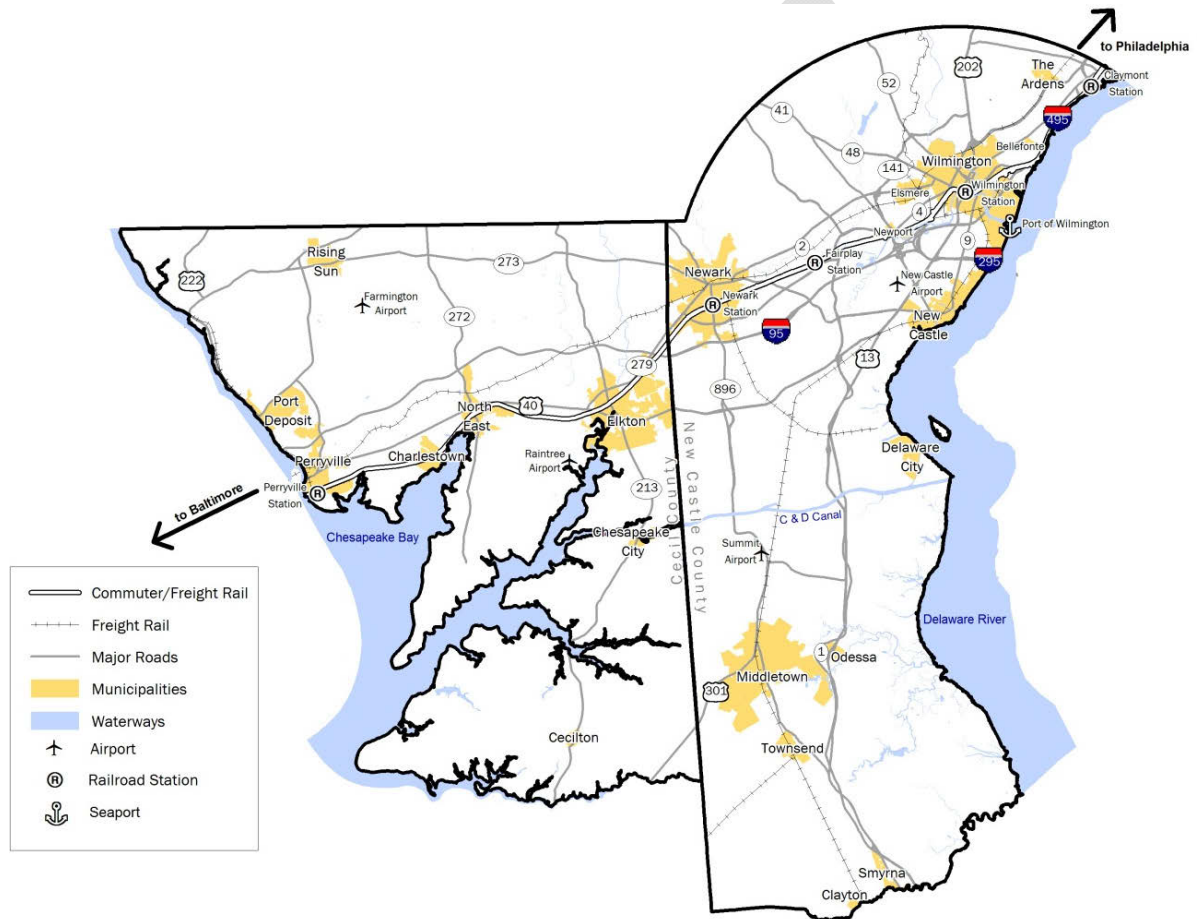 to Philadelphia
202
The
Ardens
Claymont
Station
52
41
495
48
Bellefonte
Wilmington
141
Elsmere
Wilmington
Station
4
Newport
Port of Wilmington
9
2
Fairplay
Station
295
Rising
Sun
273
222
Newark
New Castle
Airport
Farmington
Airport
Newark
Station
272
New
Castle
95
13
279
896
Port
Deposit
North
East
40
Elkton
Delaware
City
Charlestown
Raintree
Airport
Perryville
Perryville
Station
213
New Castle County
Cecil County
to Baltimore
C & D Canal
Chesapeake Bay
Chesapeake
City
Summit
Airport
Delaware River
Commuter/Freight Rail
Freight Rail
Major Roads
Municipalities
Waterways
Airport
Railroad Station
Seaport
1
Odessa
Middletown
301
Cecilton
Townsend
Smyrna
Clayton
R
R
R
R
R
R